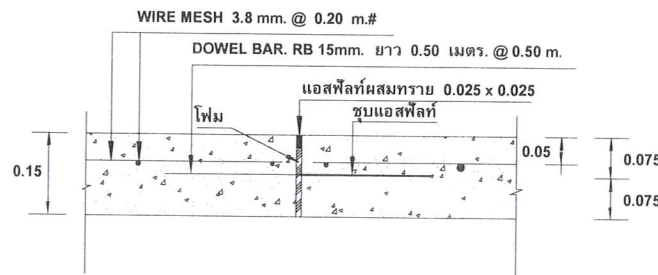 WIRE MESH 3.8 mm. @ 0.20 m.#
DOWEL BAR. RB 15mm. ยาว 0.50 เมตร. @ 0.50 m.
แอสฟัลท์ผสมทราย 0.025 x 0.025
โฟม
ชุบแอสฟัลท์
0.15
0.05
0.075
0.075